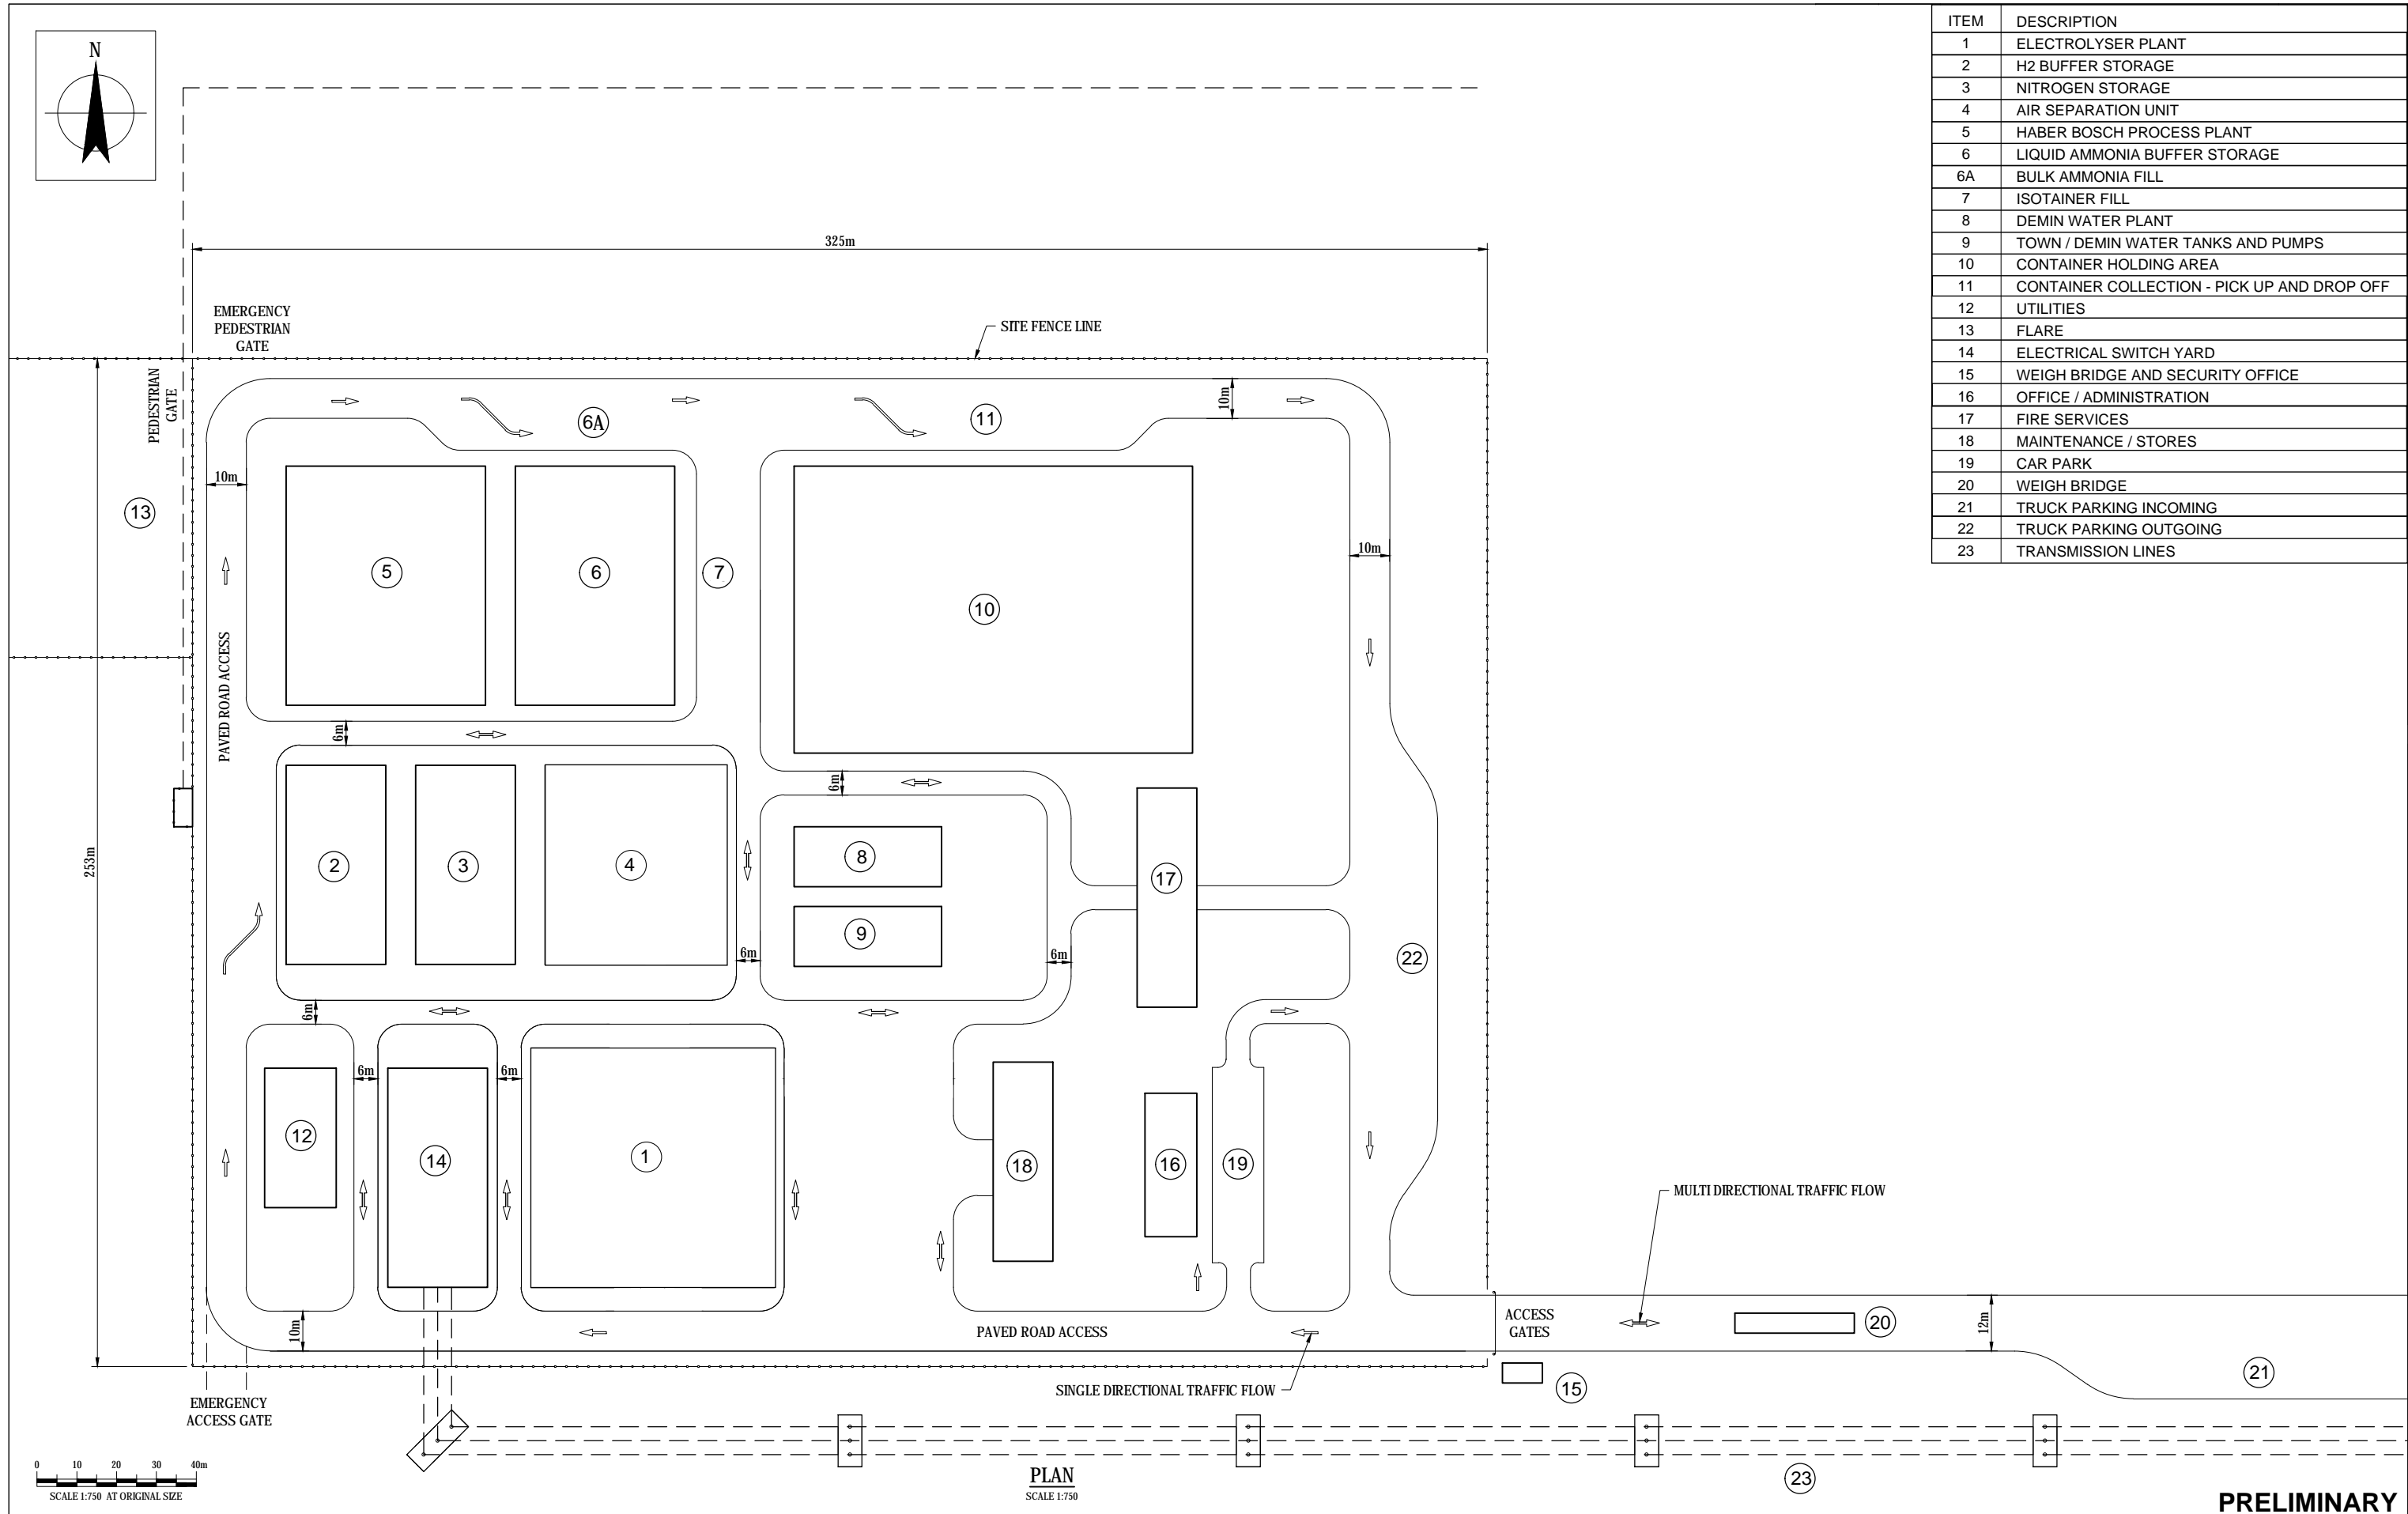 N
ITEM DESCRIPTION
1 ELECTROLYSER PLANT
2 H2 BUFFER STORAGE
3 NITROGEN STORAGE
4 AIR SEPARATION UNIT
5 HABER BOSCH PROCESS PLANT
6 LIQUID AMMONIA BUFFER STORAGE
6A BULK AMMONIA FILL
7 ISOTAINER FILL
8 DEMIN WATER PLANT
9 TOWN / DEMIN WATER TANKS AND PUMPS
10 CONTAINER HOLDING AREA
11 CONTAINER COLLECTION - PICK UP AND DROP OFF
12 UTILITIES
13 FLARE
14 ELECTRICAL SWITCH YARD
15 WEIGH BRIDGE AND SECURITY OFFICE
16 OFFICE / ADMINISTRATION
17 FIRE SERVICES
18 MAINTENANCE / STORES
19 CAR PARK
20 WEIGH BRIDGE
21 TRUCK PARKING INCOMING
22 TRUCK PARKING OUTGOING
23 TRANSMISSION LINES
325m
EMERGENCY
PEDESTRIAN
GATE
SITE FENCE LINE
PEDESTRIAN
GATE
10m
6A
11
10m
13
10m
5
6
7
10
PAVED ROAD ACCESS
6m
6m
253m
2
3
4
8
9
17
6m
6m
22
6m
6m
6m
12
14
1
18
16
19
MULTI DIRECTIONAL TRAFFIC FLOW
10m
PAVED ROAD ACCESS
ACCESS
GATES
20
12m
21
EMERGENCY
ACCESS GATE
SINGLE DIRECTIONAL TRAFFIC FLOW
15
23
0 10 20 30 40m
SCALE 1:750 AT ORIGINAL SIZE
PLAN
SCALE 1:750
PRELIMINARY